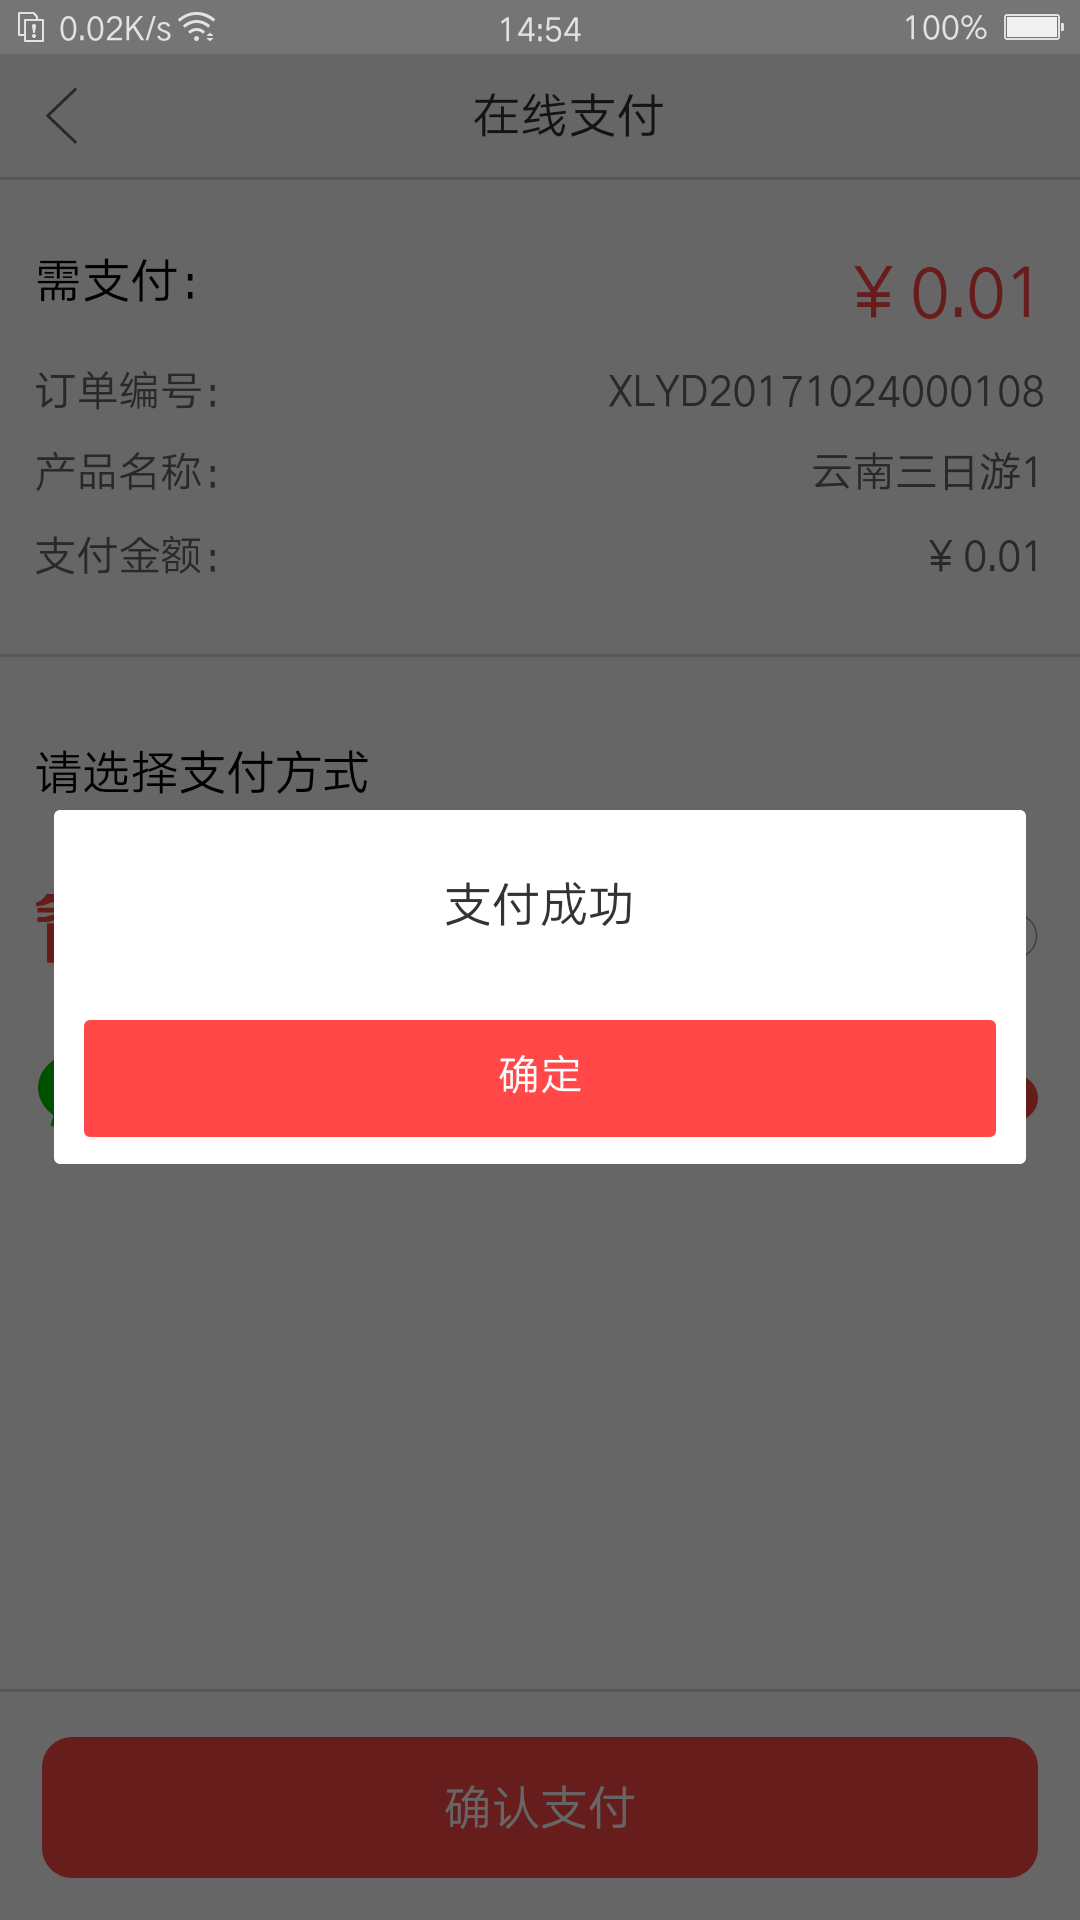 0.02K/s 14:54 100%
在线支付
需支付: ¥ 0.01
订单编号: XLYD20171024000108
产品名称: 云南三日游1
支付金额: ¥ 0.01
请选择支付方式
支付成功
确定
确认支付